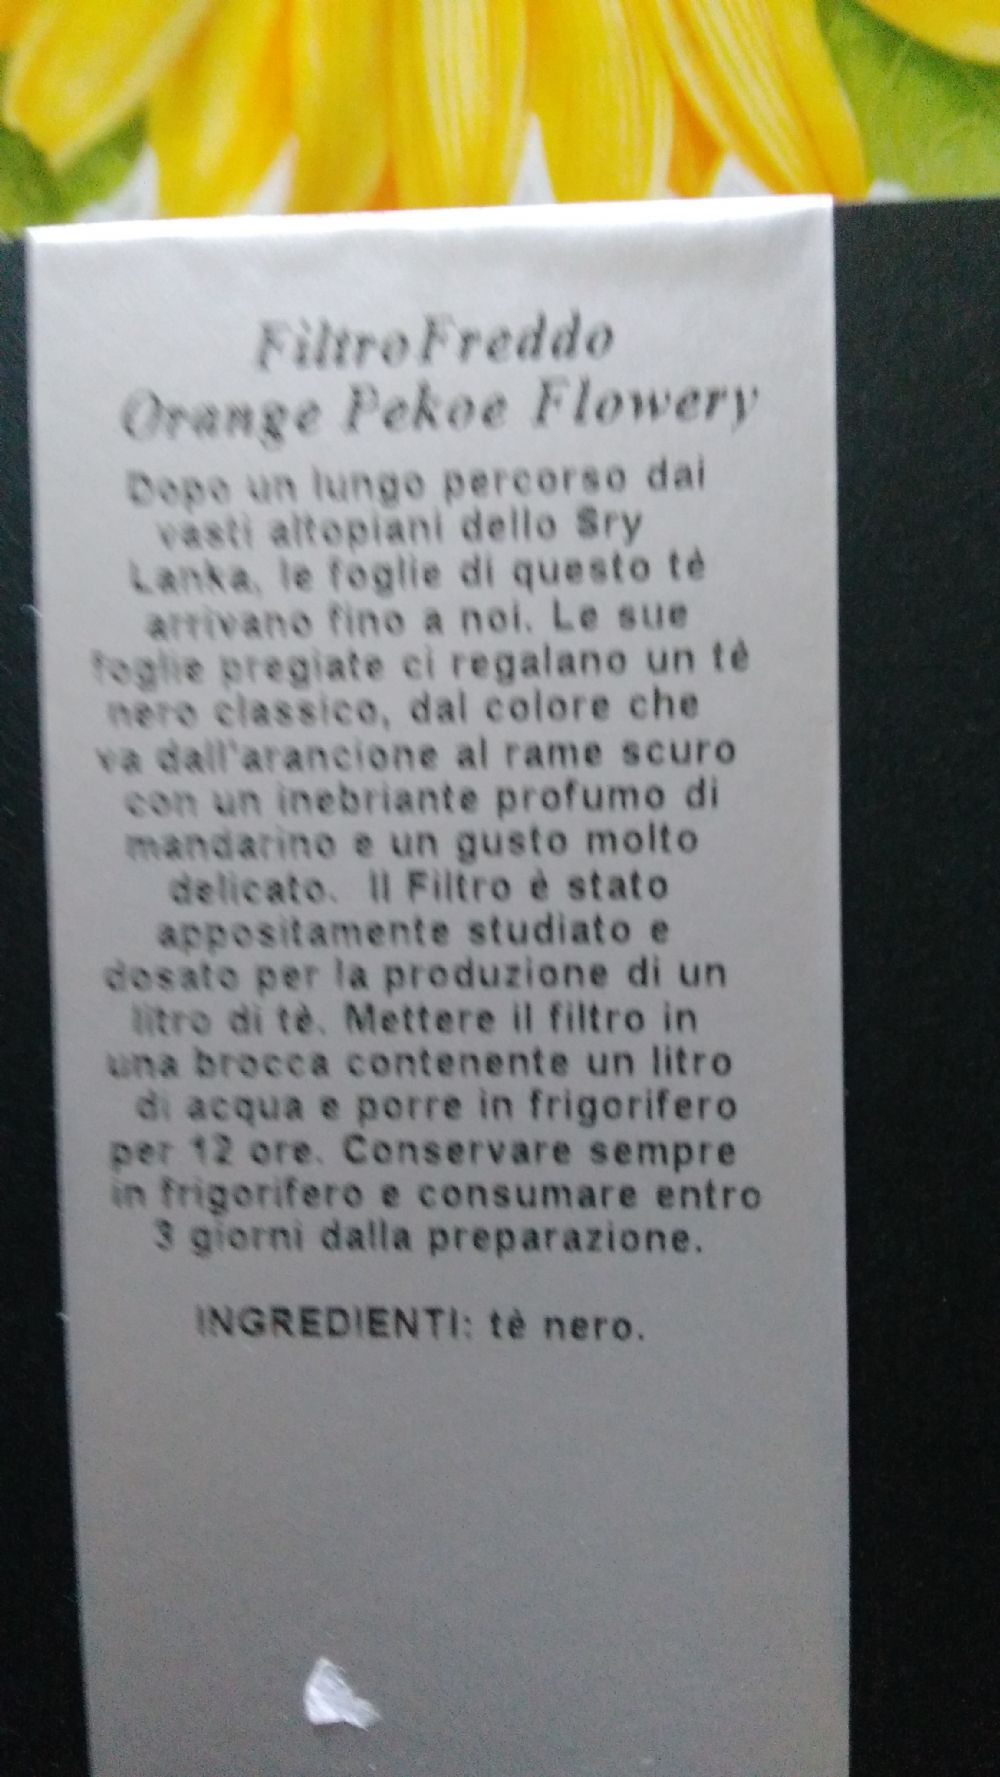 FiltroFreddo
Orange Pekoe Flowery
Dopo un lungo percorso dai
vasti altopiani dello Sry
Lanka, le foglie di questo tè
arrivano fino a noi. Le sue
foglie pregiate ci regalano un tè
nero classico, dal colore che
va dall'arancione al rame scuro
con un inebriante profumo di
mandarino e un gusto molto
delicato. Il Filtro è stato
appositamente studiato e
dosato per la produzione di un
litro di tè. Mettere il filtro in
una brocca contenente un litro
di acqua e porre in frigorifero
per 12 ore. Conservare sempre
in frigorifero e consumare entro
3 giorni dalla preparazione.
INGREDIENTI: tè nero.